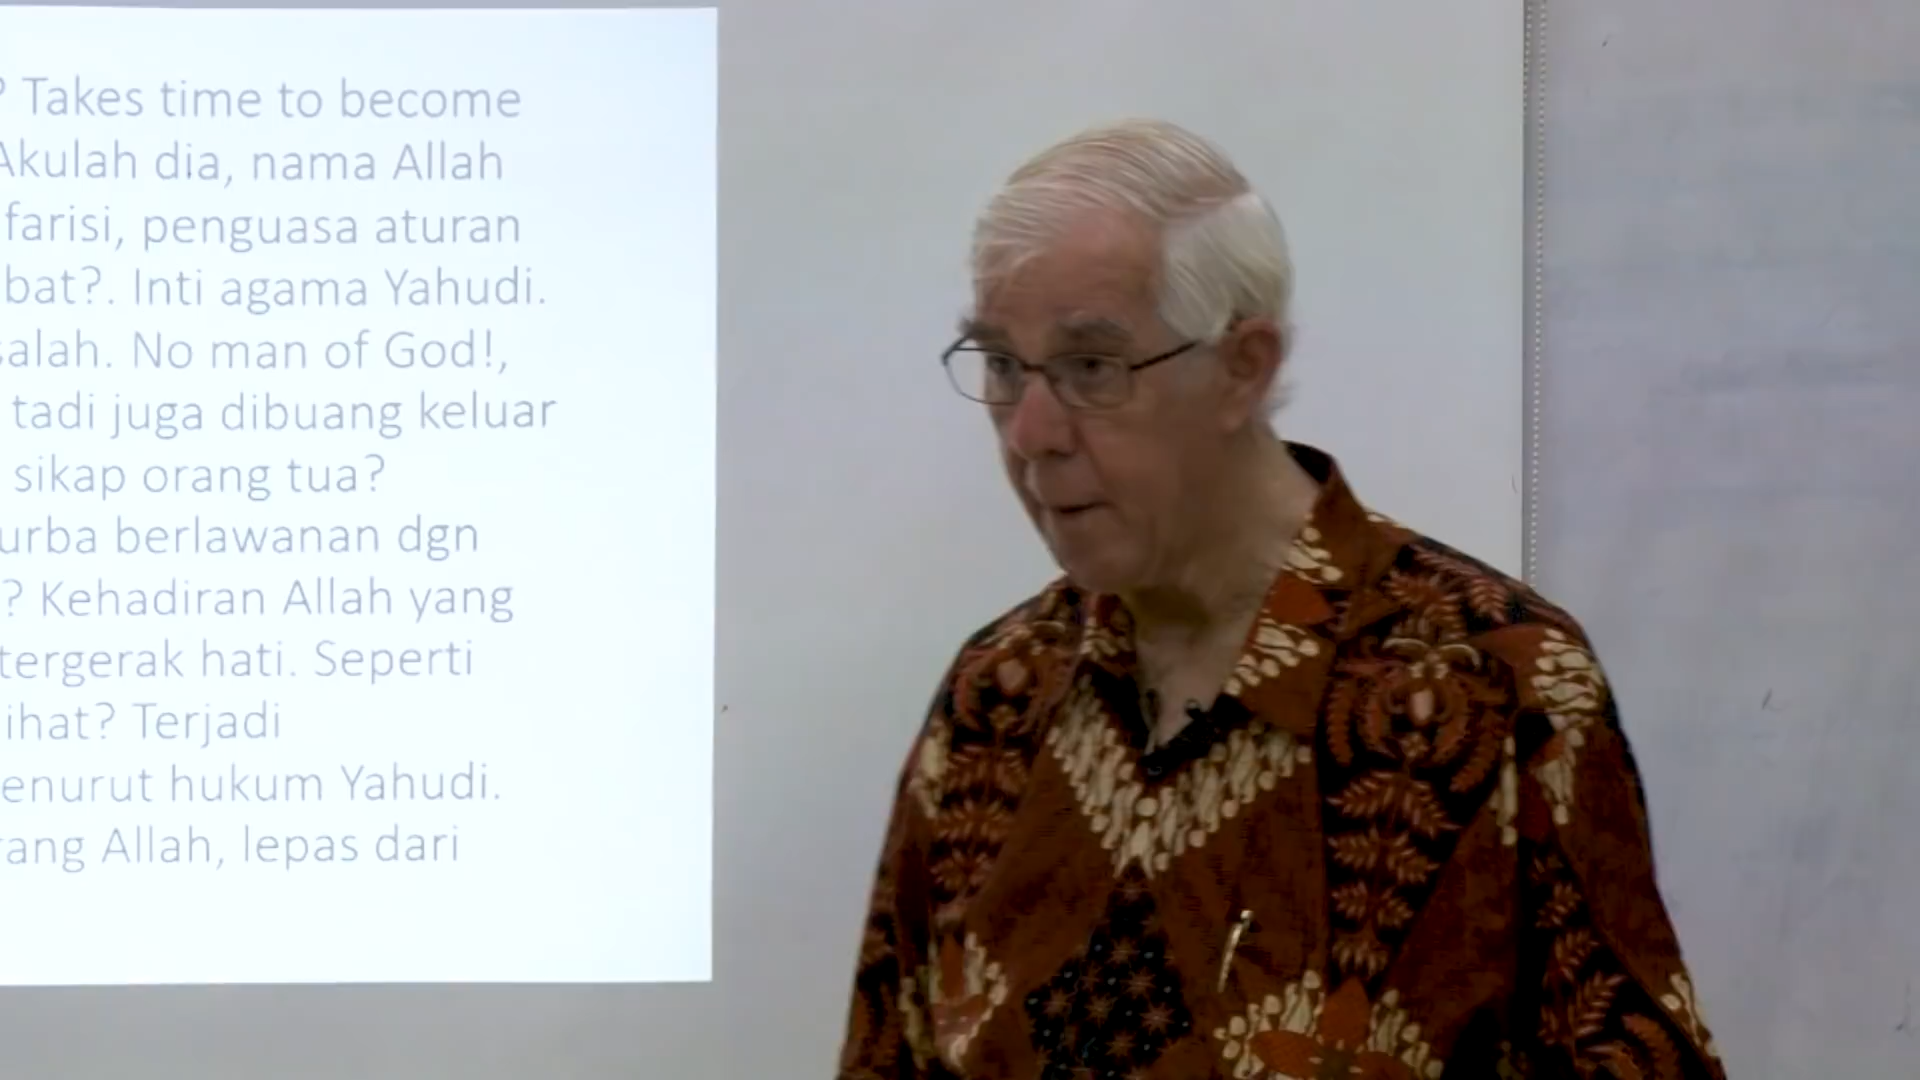 ? Takes time to become
Akulah dia, nama Allah
farisi, penguasa aturan
bat?. Inti agama Yahudi.
salah. No man of God!,
tadi juga dibuang keluar
sikap orang tua?
urba berlawanan dgn
? Kehadiran Allah yang
tergerak hati. Seperti
ihat? Terjadi
enurut hukum Yahudi.
rang Allah, lepas dari